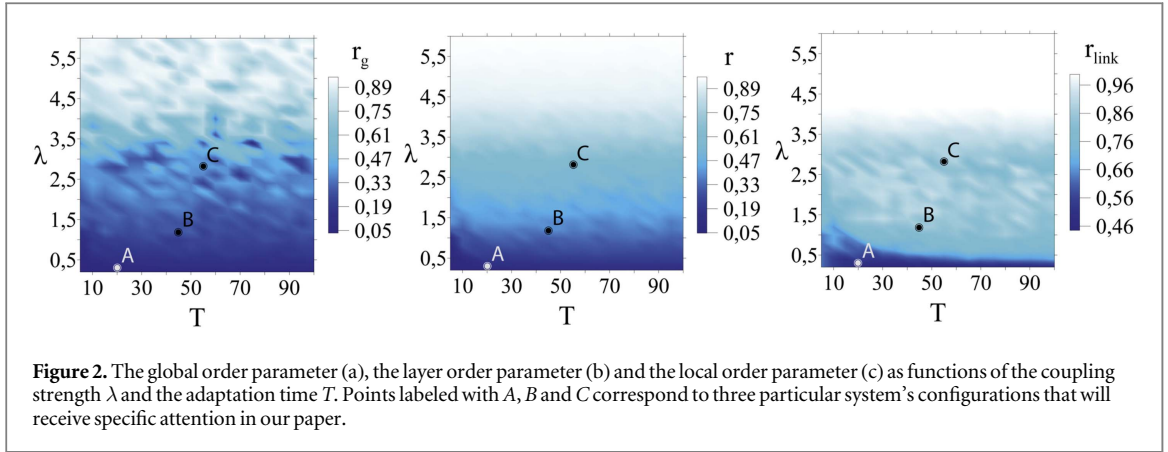 r_g
5,5
4,5
3,5
λ
2,5
1,5
0,5
0,89
0,75
0,61
0,47
0,33
0,19
0,05
C
B
A
10 30 50 70 90
T
r
5,5
4,5
3,5
λ
2,5
1,5
0,5
0,89
0,75
0,61
0,47
0,33
0,19
0,05
C
B
A
10 30 50 70 90
T
r_link
5,5
4,5
3,5
λ
2,5
1,5
0,5
0,96
0,86
0,76
0,66
0,56
0,46
C
B
A
10 30 50 70 90
T
Figure 2. The global order parameter (a), the layer order parameter (b) and the local order parameter (c) as functions of the coupling
strength λ and the adaptation time T. Points labeled with A, B and C correspond to three particular system's configurations that will
receive specific attention in our paper.